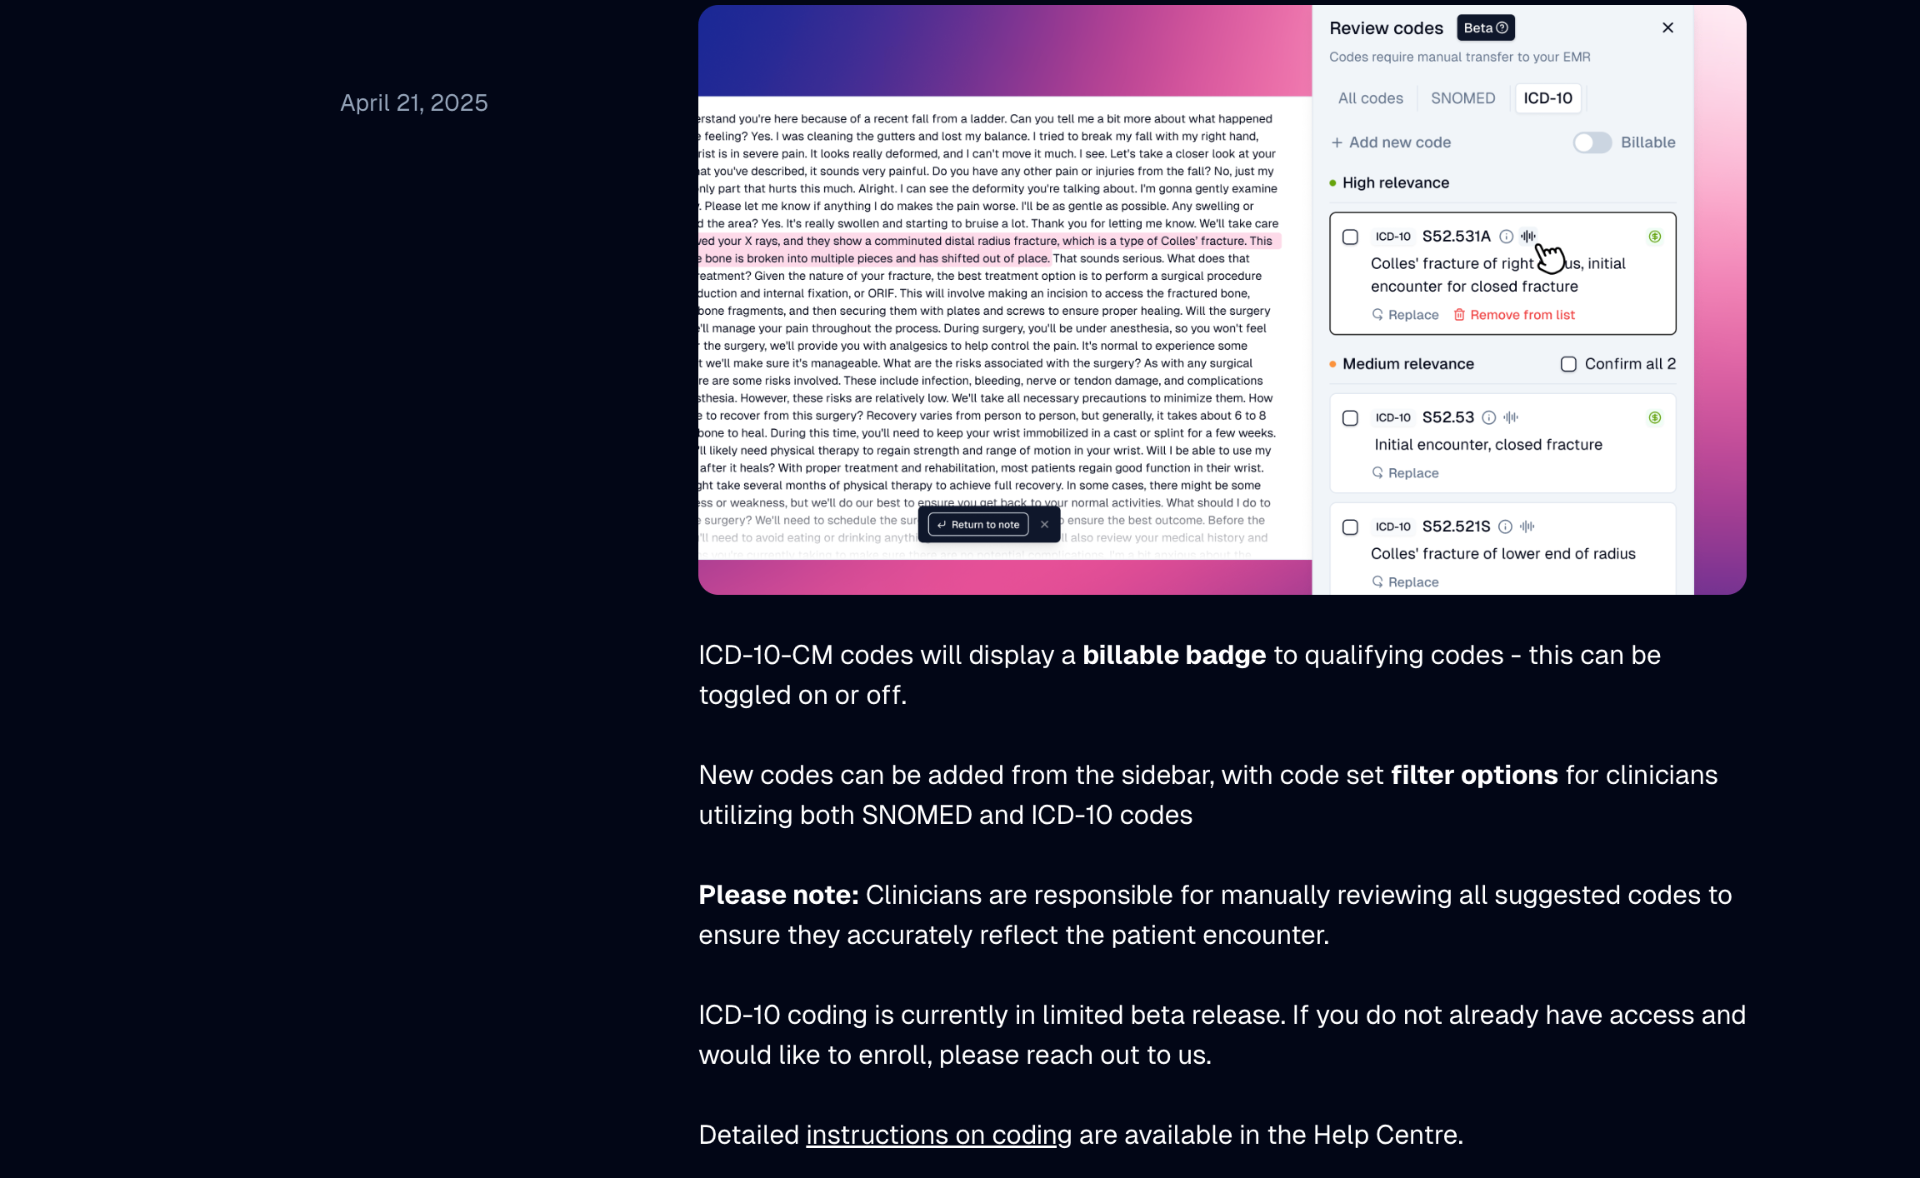 April 21, 2025
erstand you're here because of a recent fall from a ladder. Can you tell me a bit more about what happened
feeling? Yes. I was cleaning the gutters and lost my balance. I tried to break my fall with my right hand,
rist is in severe pain. It looks really deformed, and I can't move it much. I see. Let's take a closer look at your
at you've described, it sounds very painful. Do you have any other pain or injuries from the fall? No, just my
nly part that hurts this much. Alright. I can see the deformity you're talking about. I'm gonna gently examine
. Please let me know if anything I do makes the pain worse. I'll be as gentle as possible. Any swelling or
d the area? Yes. It's really swollen and starting to bruise a lot. Thank you for letting me know. We'll take care
ved your X rays, and they show a comminuted distal radius fracture, which is a type of Colles' fracture. This
bone is broken into multiple pieces and has shifted out of place. That sounds serious. What does that
reatment? Given the nature of your fracture, the best treatment option is to perform a surgical procedure
duction and internal fixation, or ORIF. This will involve making an incision to access the fractured bone,
bone fragments, and then securing them with plates and screws to ensure proper healing. Will the surgery
'll manage your pain throughout the process. During surgery, you'll be under anesthesia, so you won't feel
the surgery, we'll provide you with analgesics to help control the pain. It's normal to experience some
t we'll make sure it's manageable. What are the risks associated with the surgery? As with any surgical
re are some risks involved. These include infection, bleeding, nerve or tendon damage, and complications
sthesia. However, these risks are relatively low. We'll take all necessary precautions to minimize them. How
e to recover from this surgery? Recovery varies from person to person, but generally, it takes about 6 to 8
bone to heal. During this time, you'll need to keep your wrist immobilized in a cast or splint for a few weeks.
'll likely need physical therapy to regain strength and range of motion in your wrist. Will I be able to use my
after it heals? With proper treatment and rehabilitation, most patients regain good function in their wrist.
ght take several months of physical therapy to achieve full recovery. In some cases, there might be some
ess or weakness, but we'll do our best to ensure you get back to your normal activities. What should I do to
surgery? We'll need to schedule the sur o ensure the best outcome. Before the
'll need to avoid eating or drinking anythi ll also review your medical history and
Return to note
Review codes Beta
Codes require manual transfer to your EMR
All codes SNOMED ICD-10
+ Add new code Billable
High relevance
ICD-10 S52.531A
Colles' fracture of right us, initial
encounter for closed fracture
Replace Remove from list
Medium relevance Confirm all 2
ICD-10 S52.53
Initial encounter, closed fracture
Replace
ICD-10 S52.521S
Colles' fracture of lower end of radius
Replace
ICD-10-CM codes will display a billable badge to qualifying codes - this can be
toggled on or off.
New codes can be added from the sidebar, with code set filter options for clinicians
utilizing both SNOMED and ICD-10 codes
Please note: Clinicians are responsible for manually reviewing all suggested codes to
ensure they accurately reflect the patient encounter.
ICD-10 coding is currently in limited beta release. If you do not already have access and
would like to enroll, please reach out to us.
Detailed instructions on coding are available in the Help Centre.